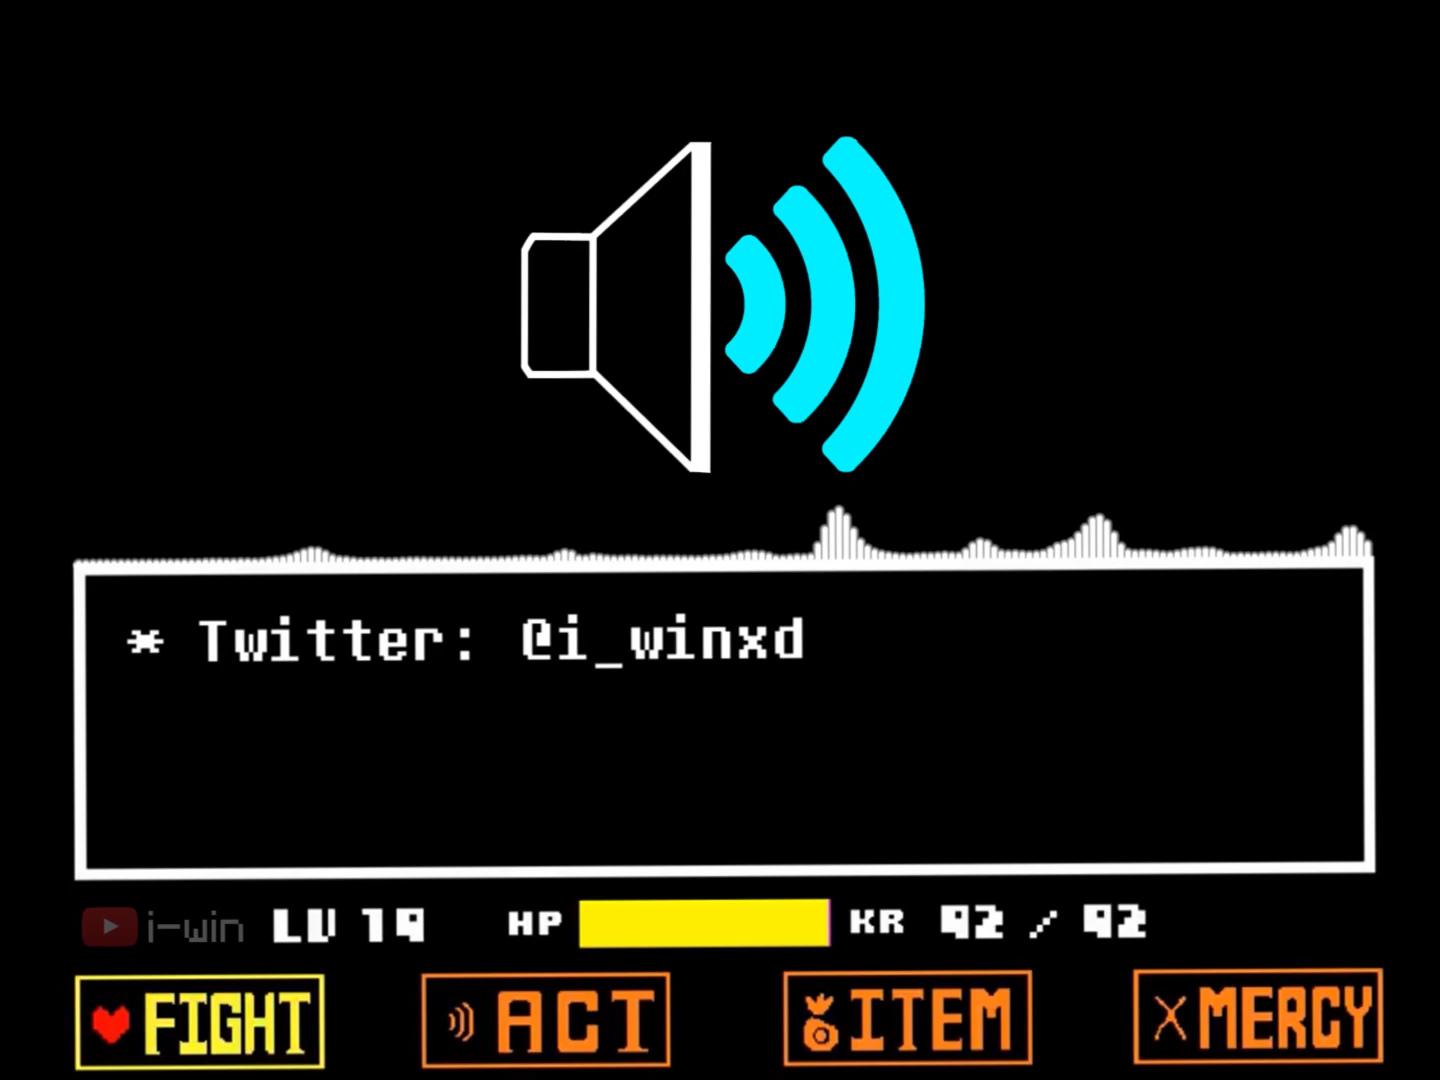 * Twitter: @i_winxd
i-win LV 19 HP KR 92 / 92
FIGHT ACT ITEM MERCY